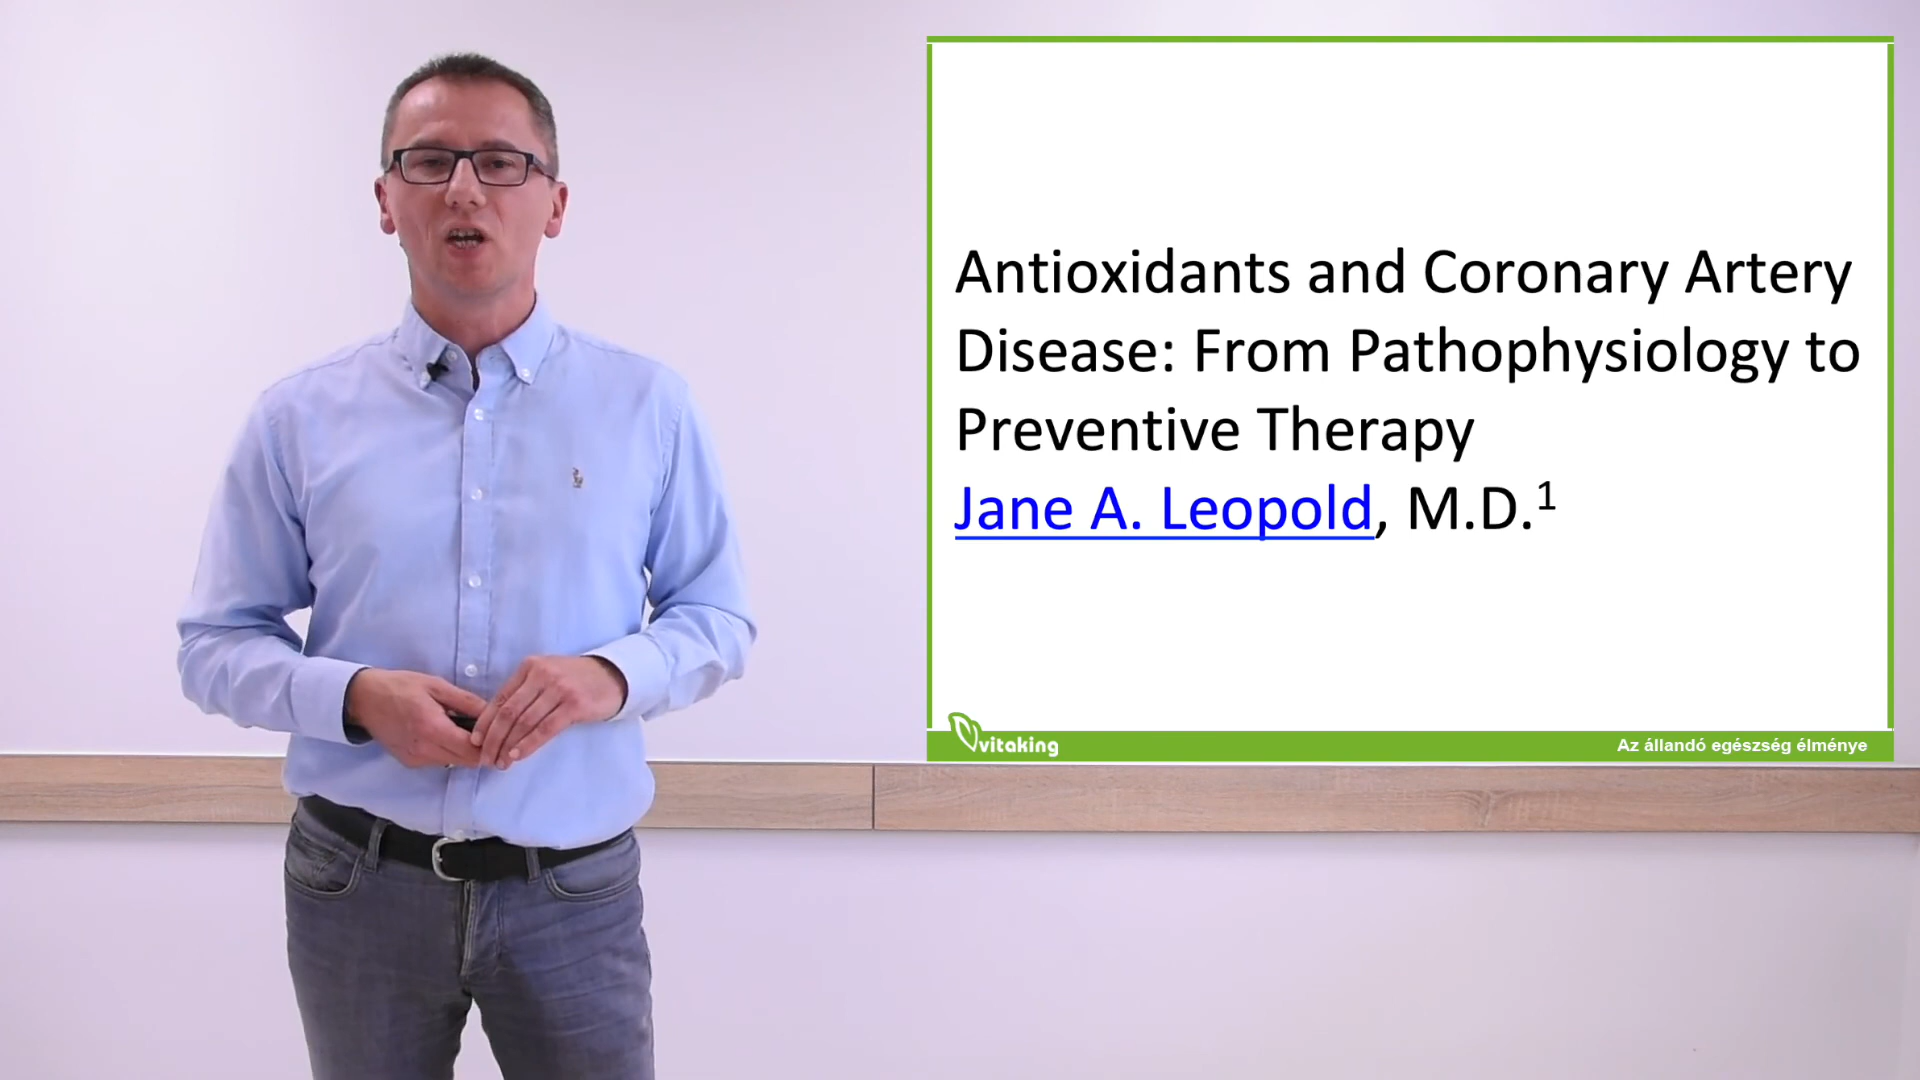 Antioxidants and Coronary Artery
Disease: From Pathophysiology to
Preventive Therapy
Jane A. Leopold, M.D.¹
vitaking
Az állandó egészség élménye